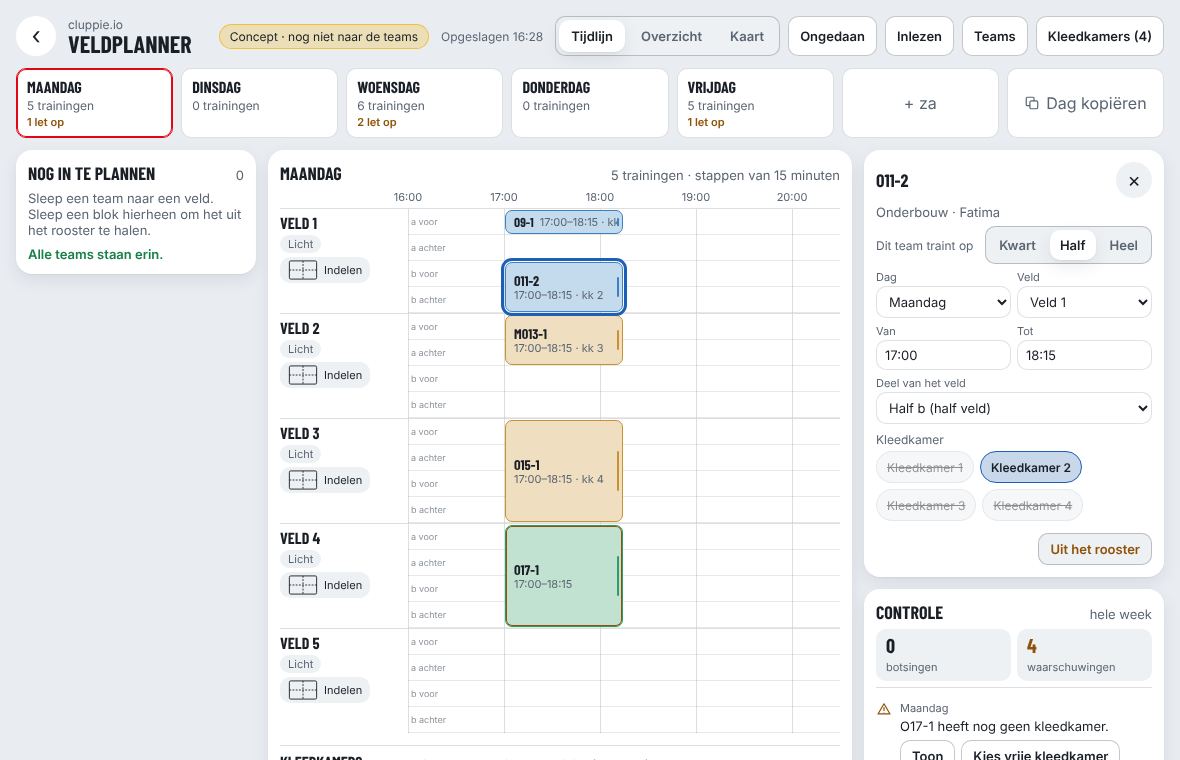 cluppie.io
VELDPLANNER
Concept · nog niet naar de teams
Opgeslagen 16:28
Tijdlijn
Overzicht
Kaart
Ongedaan
Inlezen
Teams
Kleedkamers (4)
MAANDAG
5 trainingen
1 let op
DINSDAG
0 trainingen
WOENSDAG
6 trainingen
2 let op
DONDERDAG
0 trainingen
VRIJDAG
5 trainingen
1 let op
+ za
Dag kopiëren
NOG IN TE PLANNEN 0
Sleep een team naar een veld.
Sleep een blok hierheen om het uit
het rooster te halen.
Alle teams staan erin.
MAANDAG
5 trainingen · stappen van 15 minuten
16:00 17:00 18:00 19:00 20:00
VELD 1
Licht
Indelen
a voor
a achter
b voor
b achter
O9-1 17:00–18:15 · kk
O11-2
17:00–18:15 · kk 2
VELD 2
Licht
Indelen
a voor
a achter
b voor
b achter
MO13-1
17:00–18:15 · kk 3
VELD 3
Licht
Indelen
a voor
a achter
b voor
b achter
O15-1
17:00–18:15 · kk 4
VELD 4
Licht
Indelen
a voor
a achter
b voor
b achter
O17-1
17:00–18:15
VELD 5
Licht
Indelen
a voor
a achter
b voor
b achter
O11-2
Onderbouw · Fatima
Dit team traint op
Kwart
Half
Heel
Dag
Maandag
Veld
Veld 1
Van
17:00
Tot
18:15
Deel van het veld
Half b (half veld)
Kleedkamer
Kleedkamer 1
Kleedkamer 2
Kleedkamer 3
Kleedkamer 4
Uit het rooster
CONTROLE
hele week
0
botsingen
4
waarschuwingen
Maandag
O17-1 heeft nog geen kleedkamer.
Toon
Kies vrije kleedkamer